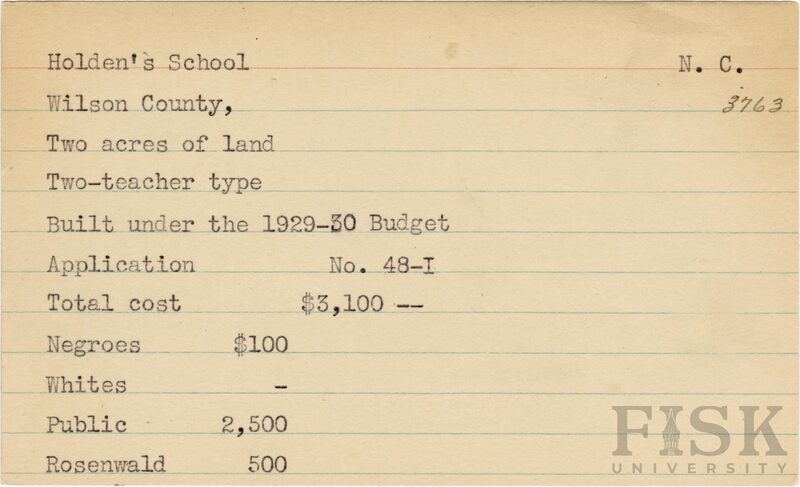 Holden's School N. C.
Wilson County, 3763
Two acres of land
Two-teacher type
Built under the 1929-30 Budget
Application No. 48-I
Total cost $3,100 --
Negroes $100
Whites -
Public 2,500
Rosenwald 500
FISK
UNIVERSITY